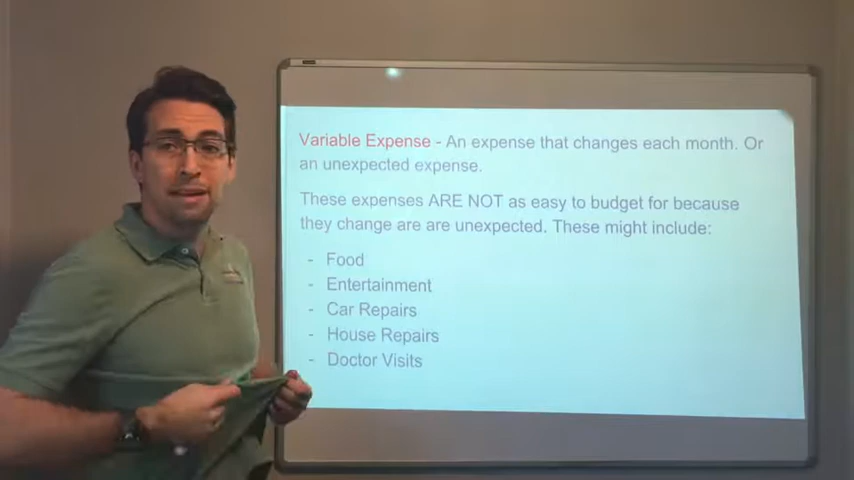 Variable Expense - An expense that changes each month. Or
an unexpected expense.
These expenses ARE NOT as easy to budget for because
they change are are unexpected. These might include:
- Food
- Entertainment
- Car Repairs
- House Repairs
- Doctor Visits